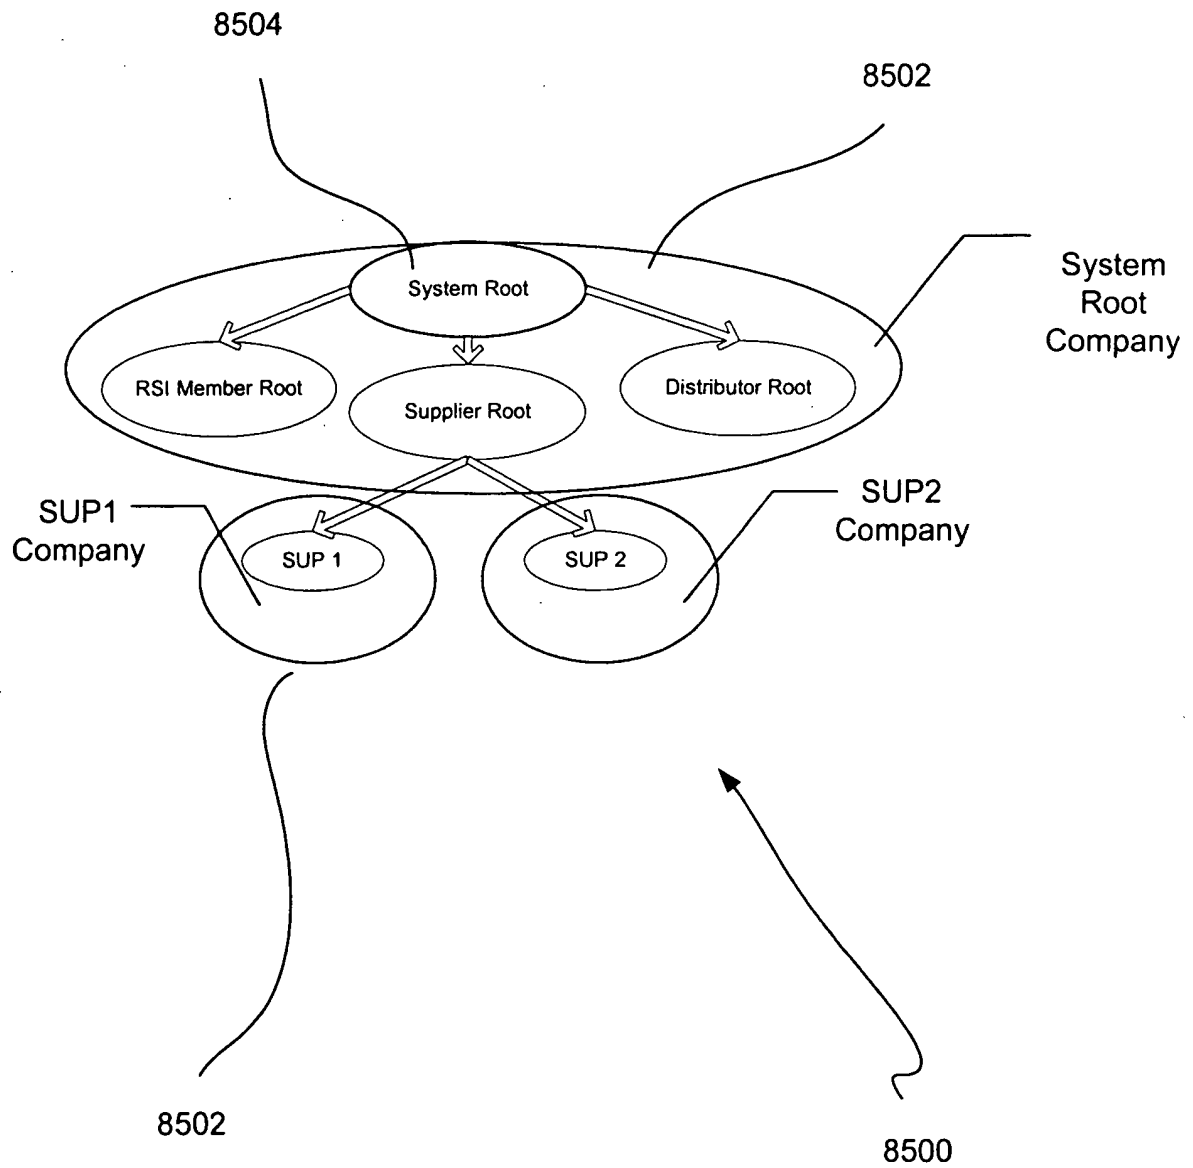 8504
8502
System
Root
Company
System Root
RSI Member Root
Supplier Root
Distributor Root
SUP1
Company
SUP2
Company
SUP 1
SUP 2
8502
8500